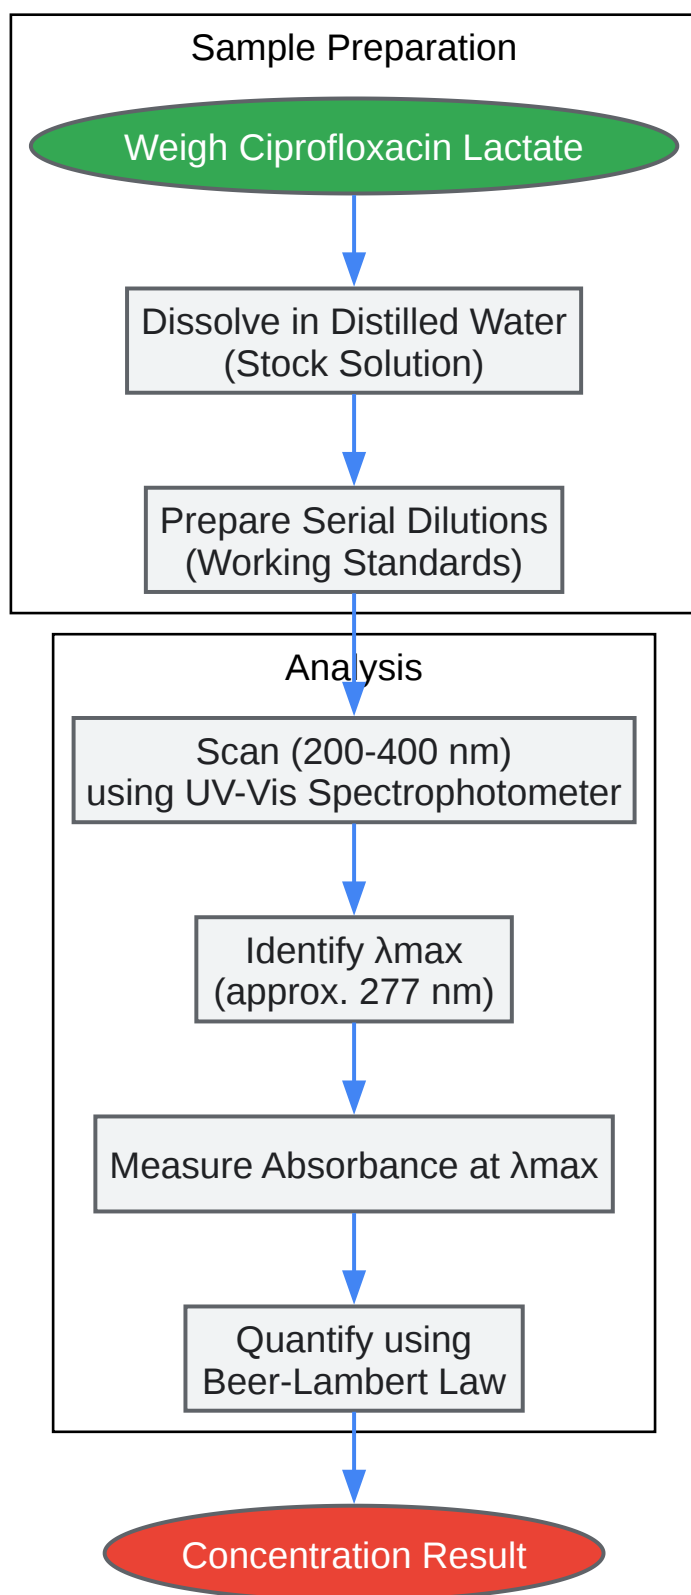 Sample Preparation
Weigh Ciprofloxacin Lactate
Dissolve in Distilled Water
(Stock Solution)
Prepare Serial Dilutions
(Working Standards)
Analysis
Scan (200-400 nm)
using UV-Vis Spectrophotometer
Identify λmax
(approx. 277 nm)
Measure Absorbance at λmax
Quantify using
Beer-Lambert Law
Concentration Result